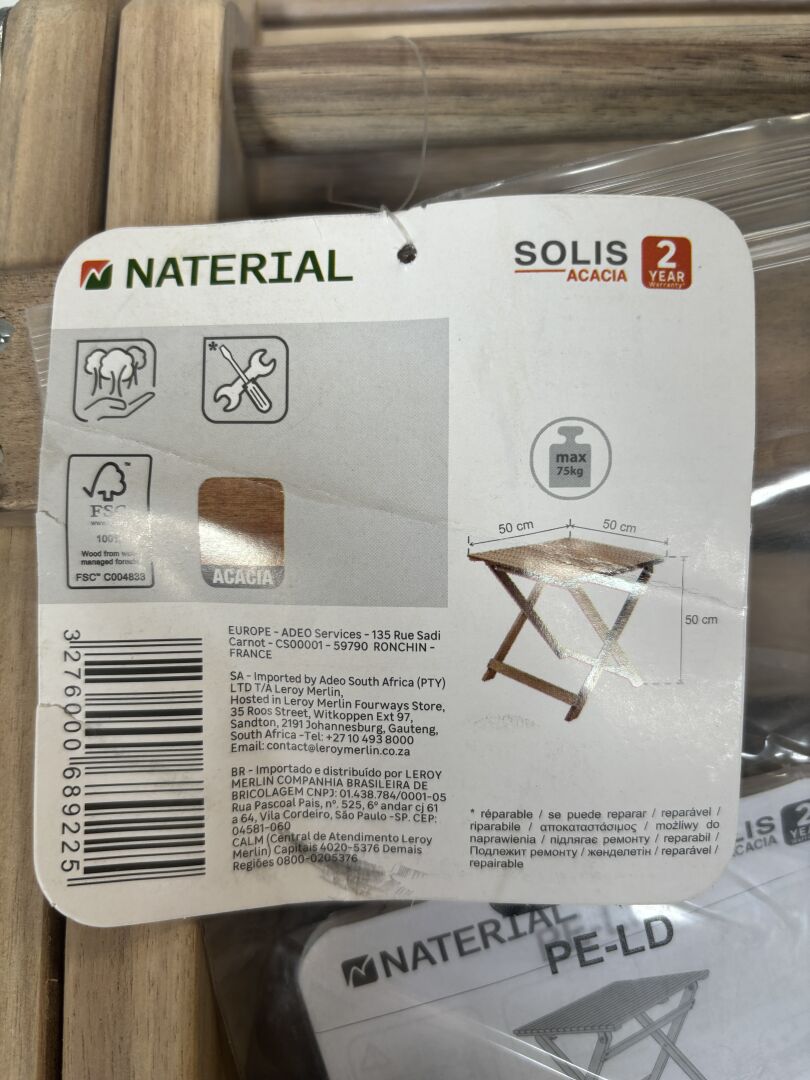 NATERIAL
SOLIS
ACACIA
2
YEAR
Warranty*
*
FSC
™
100%
Wood from
managed forests
FSC™ C004833
ACACIA
max
75kg
50 cm
50 cm
50 cm
3276000689225
EUROPE - ADEO Services - 135 Rue Sadi
Carnot - CS00001 - 59790 RONCHIN -
FRANCE
SA - Imported by Adeo South Africa (PTY)
LTD T/A Leroy Merlin,
Hosted in Leroy Merlin Fourways Store,
35 Roos Street, Witkoppen Ext 97,
Sandton, 2191 Johannesburg, Gauteng,
South Africa -Tel: +27 10 493 8000
Email: contact@leroymerlin.co.za
BR - Importado e distribuído por LEROY
MERLIN COMPANHIA BRASILEIRA DE
BRICOLAGEM CNPJ: 01.438.784/0001-05
Rua Pascoal Pais, nº. 525, 6º andar cj 61
a 64, Vila Cordeiro, São Paulo -SP. CEP:
04581-060
CALM (Central de Atendimento Leroy
Merlin) Capitais 4020-5376 Demais
Regiões 0800-0205376
* réparable / se puede reparar / reparável /
riparabile / αποκαταστάσιμος / możliwy do
naprawienia / підлягає ремонту / reparabil /
Подлежит ремонту / жөнделетін / reparável /
repairable
LIS
ACACIA
2
YE
NATERIAL
PE-LD